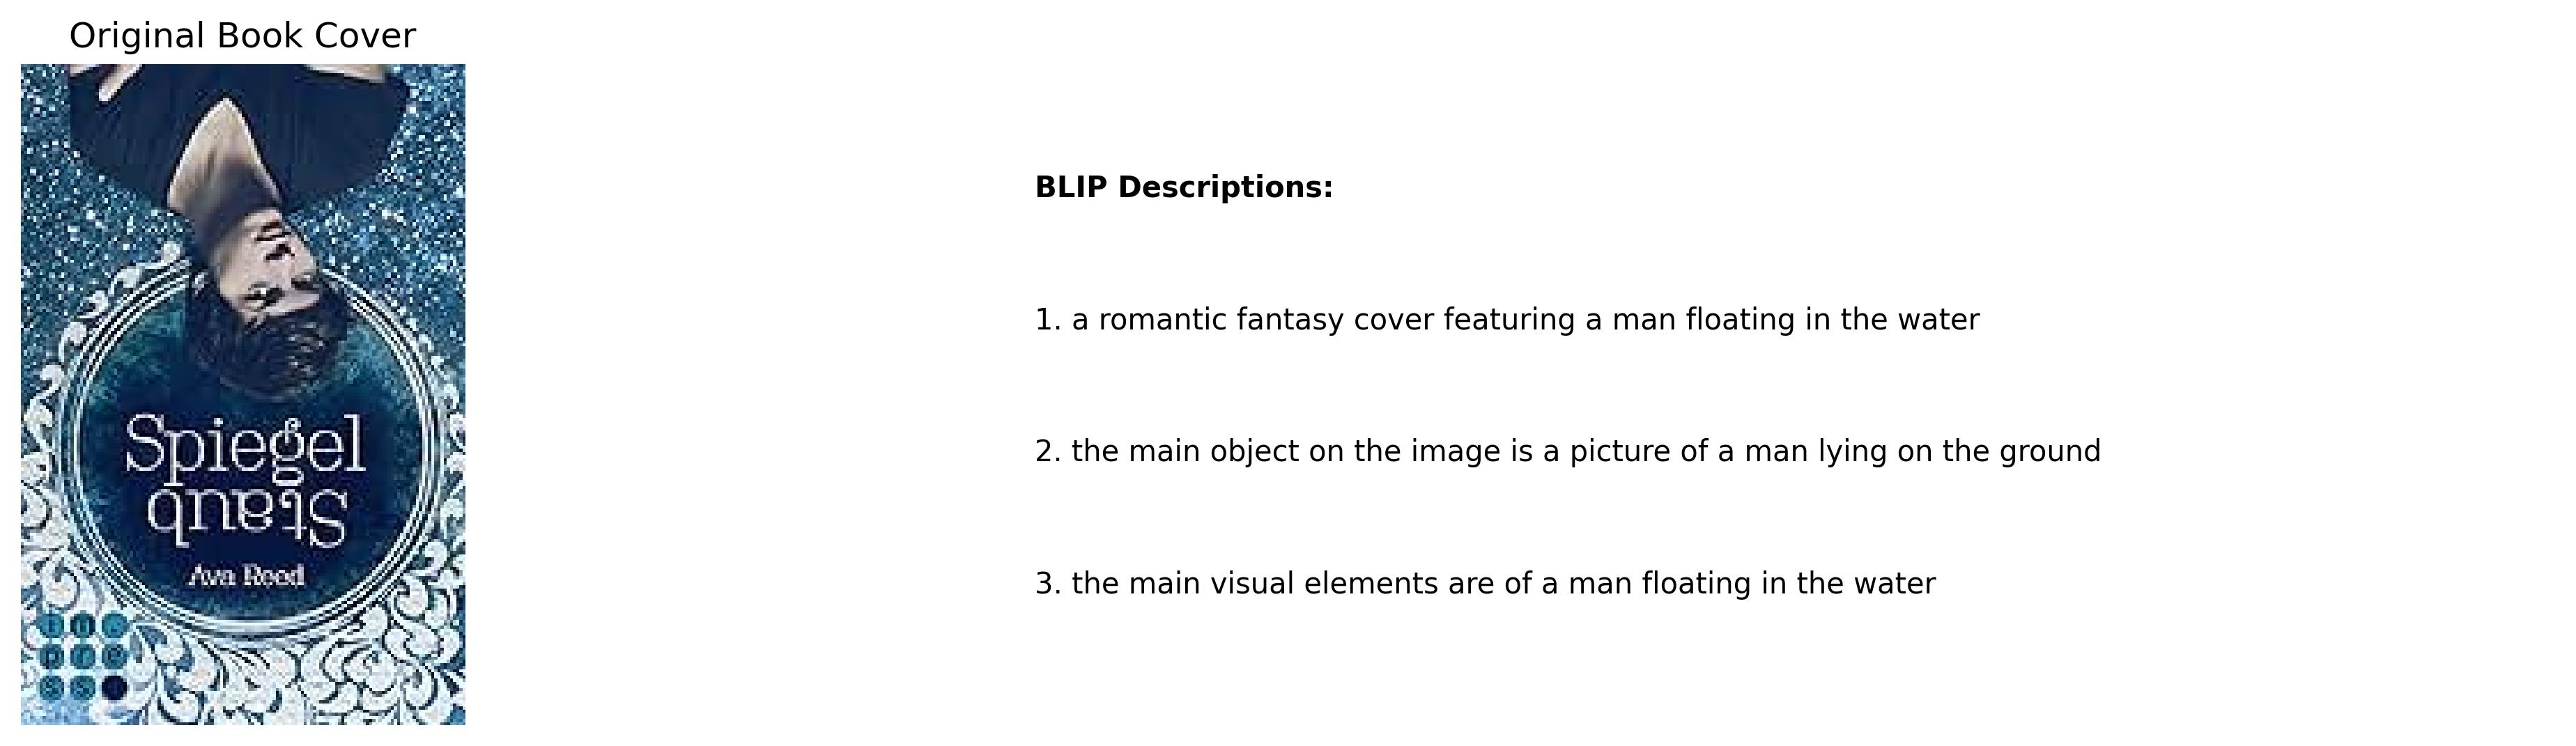 Original Book Cover
Spiegel
Staub
Ava Reed
BLIP Descriptions:
1. a romantic fantasy cover featuring a man floating in the water
2. the main object on the image is a picture of a man lying on the ground
3. the main visual elements are of a man floating in the water